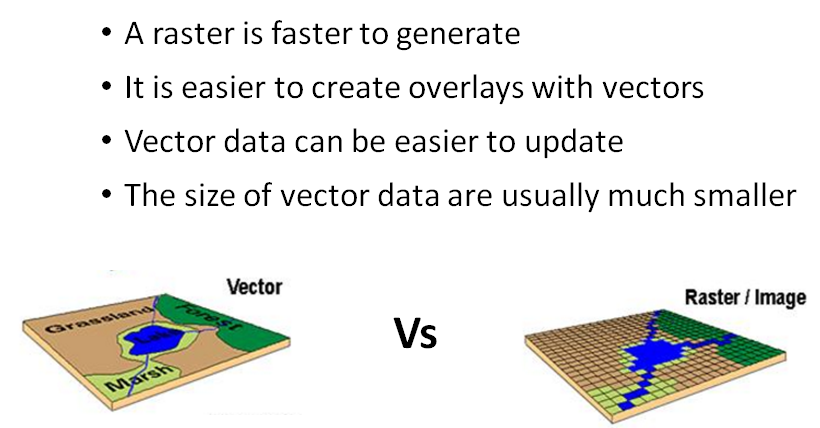 • A raster is faster to generate
• It is easier to create overlays with vectors
• Vector data can be easier to update
• The size of vector data are usually much smaller
Vector
Grassland
Forest
Lake
Marsh
Vs
Raster / Image